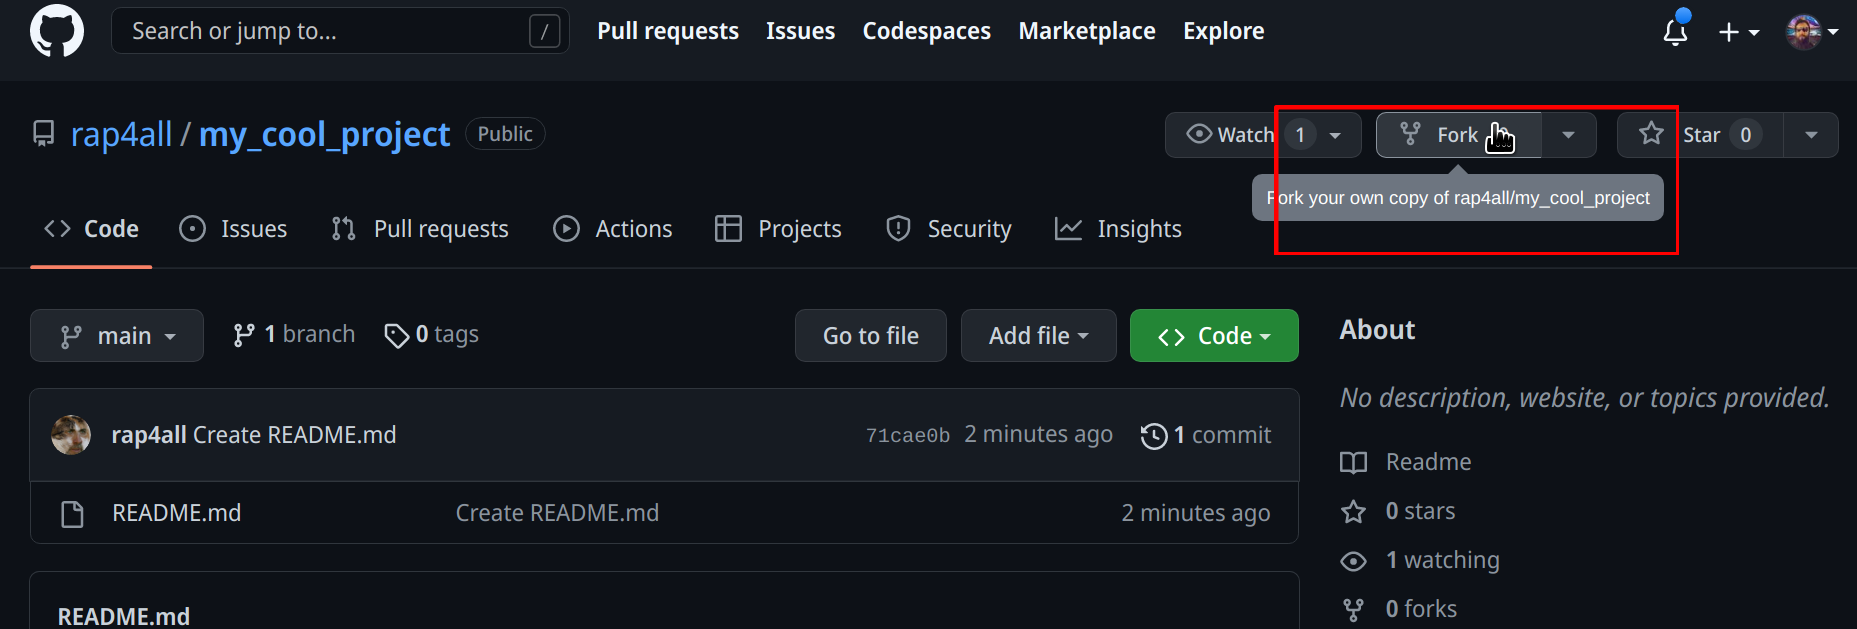 Search or jump to... / Pull requests Issues Codespaces Marketplace Explore
rap4all / my_cool_project Public Watch 1 Fork Star 0
Fork your own copy of rap4all/my_cool_project
Code Issues Pull requests Actions Projects Security Insights
main 1 branch 0 tags Go to file Add file Code
About
No description, website, or topics provided.
rap4all Create README.md 71cae0b 2 minutes ago 1 commit
Readme
README.md Create README.md 2 minutes ago
0 stars
1 watching
0 forks
README.md